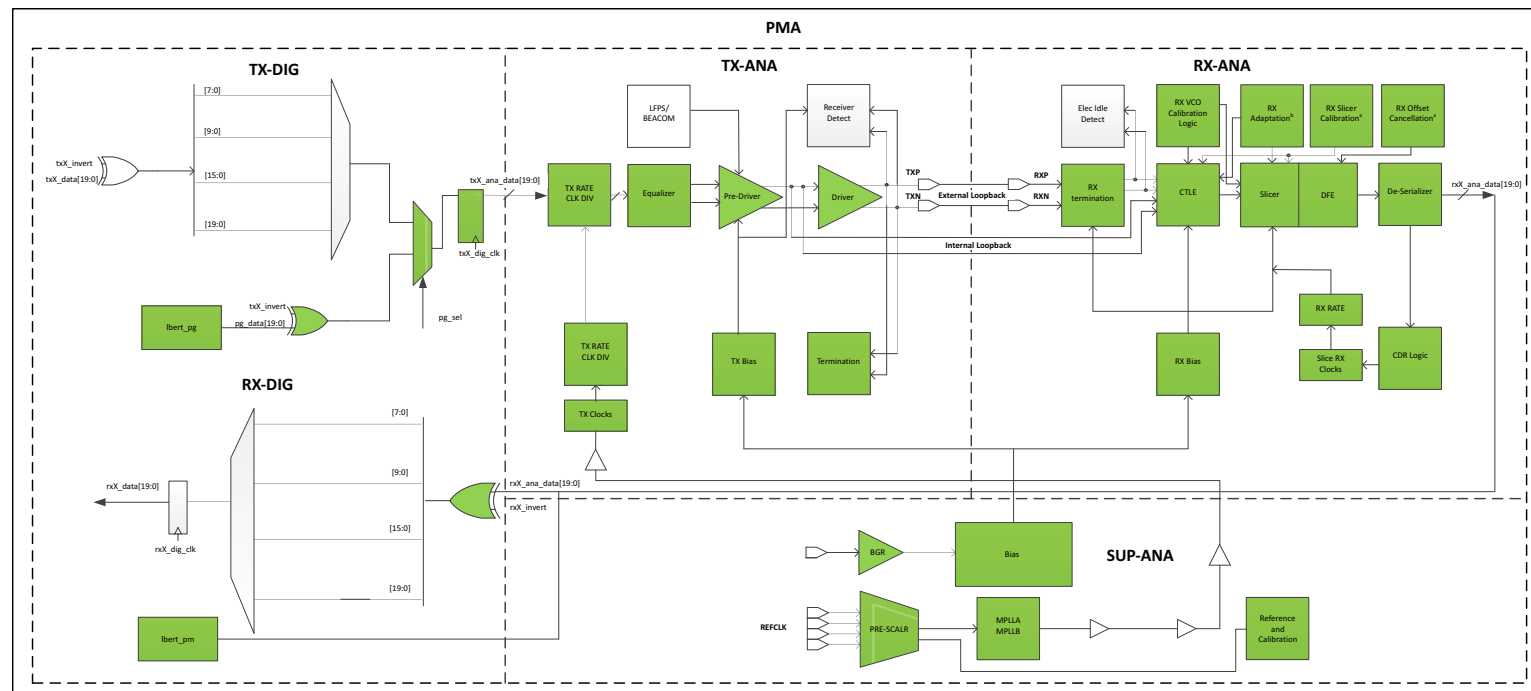 PMA
TX-DIG
TX-ANA
RX-ANA
[7:0]
[9:0]
[15:0]
[19:0]
txX_invert
txX_data[19:0]
txX_ana_data[19:0]
txX_dig_clk
pg_sel
lbert_pg
txX_invert
pg_data[19:0]
LFPS/
BEACOM
Receiver
Detect
TX RATE
CLK DIV
Equalizer
Pre-Driver
Driver
TXP
TXN
RXP
RXN
External Loopback
Internal Loopback
TX RATE
CLK DIV
TX Clocks
TX Bias
Termination
Elec Idle
Detect
RX VCO
Calibration
Logic
RX
Adaptationᵇ
RX Slicer
Calibrationᵃ
RX Offset
Cancellationᵃ
RX
termination
CTLE
Slicer
DFE
De-Serializer
rxX_ana_data[19:0]
RX RATE
Slice RX
Clocks
CDR Logic
RX Bias
RX-DIG
[7:0]
[9:0]
[15:0]
[19:0]
rxX_data[19:0]
rxX_dig_clk
rxX_ana_data[19:0]
rxX_invert
lbert_pm
BGR
Bias
SUP-ANA
REFCLK
PRE-SCALR
MPLLA
MPLLB
Reference
and
Calibration